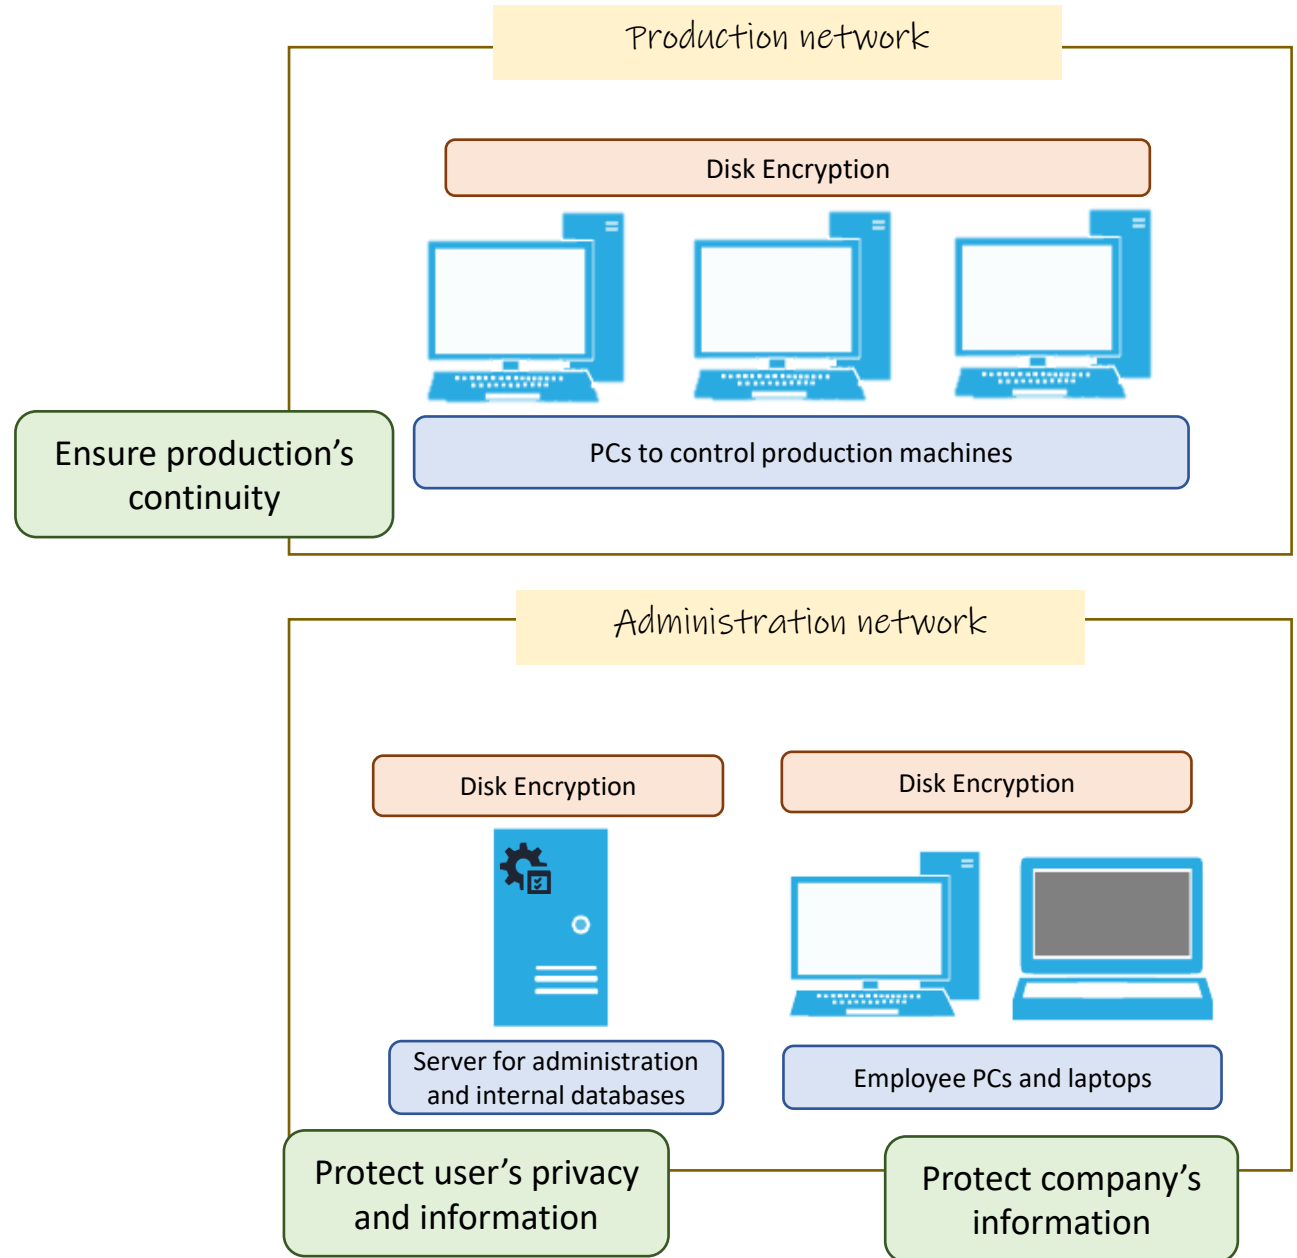 Production network
Disk Encryption
PCs to control production machines
Ensure production’s
continuity
Administration network
Disk Encryption
Disk Encryption
Server for administration
and internal databases
Employee PCs and laptops
Protect user’s privacy
and information
Protect company’s
information